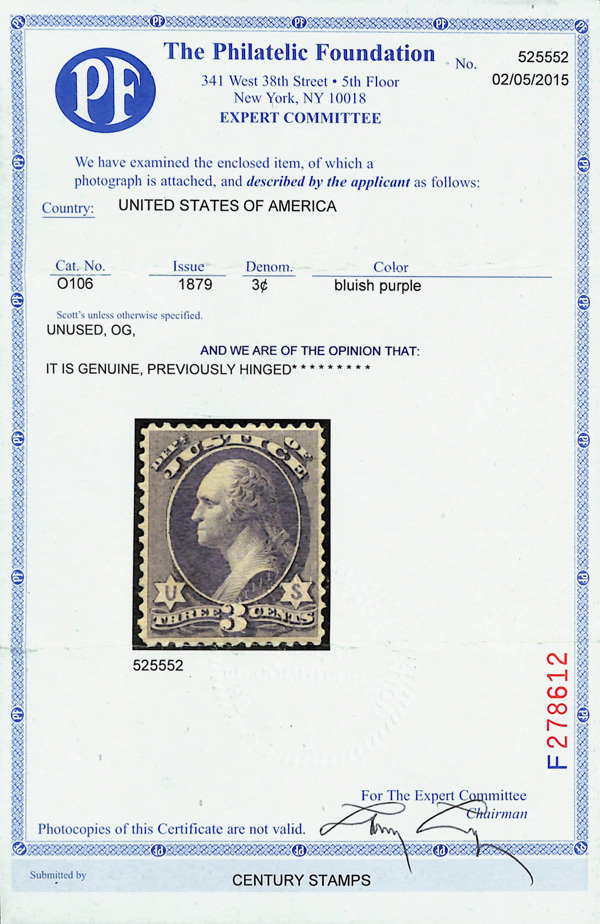 PF
The Philatelic Foundation
No. 525552
341 West 38th Street • 5th Floor
02/05/2015
New York, NY 10018
EXPERT COMMITTEE
We have examined the enclosed item, of which a
photograph is attached, and described by the applicant as follows:
Country: UNITED STATES OF AMERICA
Cat. No. Issue Denom. Color
O106 1879 3¢ bluish purple
Scott's unless otherwise specified.
UNUSED, OG,
AND WE ARE OF THE OPINION THAT:
IT IS GENUINE, PREVIOUSLY HINGED*********
DEPT. OF
JUSTICE
U S
THREE 3 CENTS
525552
F278612
For The Expert Committee
Chairman
Photocopies of this Certificate are not valid.
Submitted by
CENTURY STAMPS